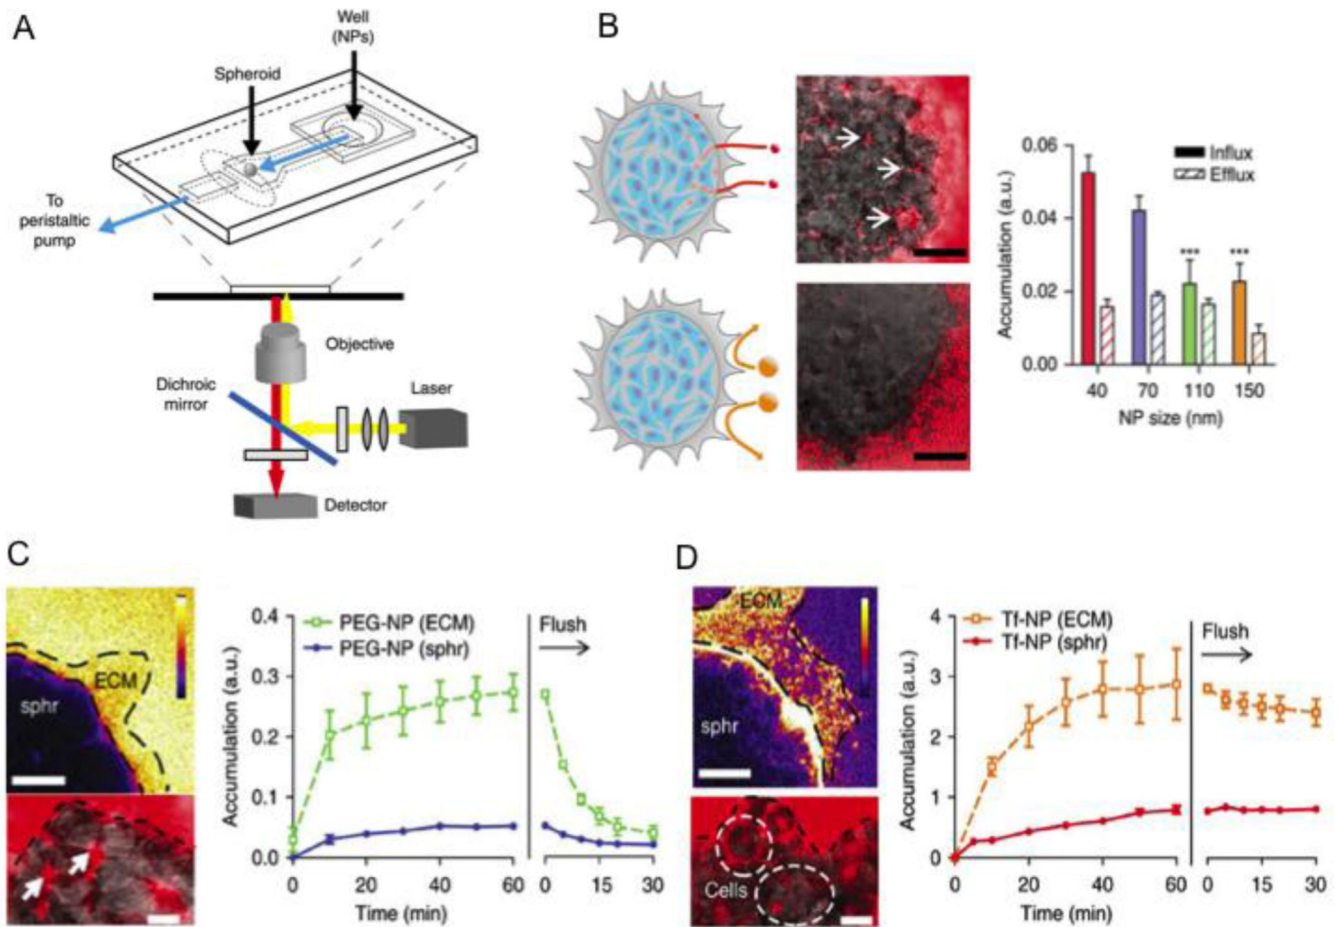 A
Well
(NPs)
Spheroid
To
peristaltic
pump
Objective
Dichroic
mirror
Laser
Detector
B
Accumulation (a.u.)
0.06
0.04
0.02
0.00
Influx
Efflux
***
***
40 70 110 150
NP size (nm)
C
ECM
sphr
Accumulation (a.u.)
0.4
0.3
0.2
0.1
0.0
PEG-NP (ECM)
PEG-NP (sphr)
Flush
0 20 40 60 0 15 30
Time (min)
D
ECM
sphr
Cells
Accumulation (a.u.)
4
3
2
1
0
Tf-NP (ECM)
Tf-NP (sphr)
Flush
0 20 40 60 0 15 30
Time (min)